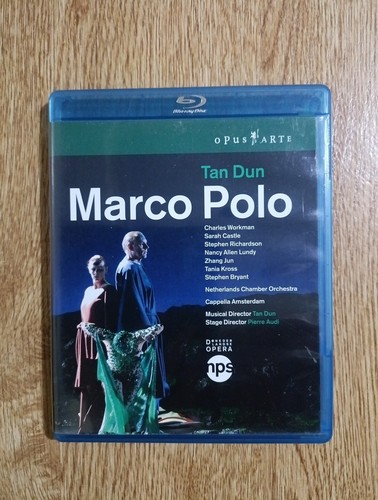 Blu-ray Disc
OPUS ARTE
Tan Dun
Marco Polo
Charles Workman
Sarah Castle
Stephen Richardson
Nancy Allen Lundy
Zhang Jun
Tania Kross
Stephen Bryant
Netherlands Chamber Orchestra
Cappella Amsterdam
Musical Director Tan Dun
Stage Director Pierre Audi
OPERA
nps